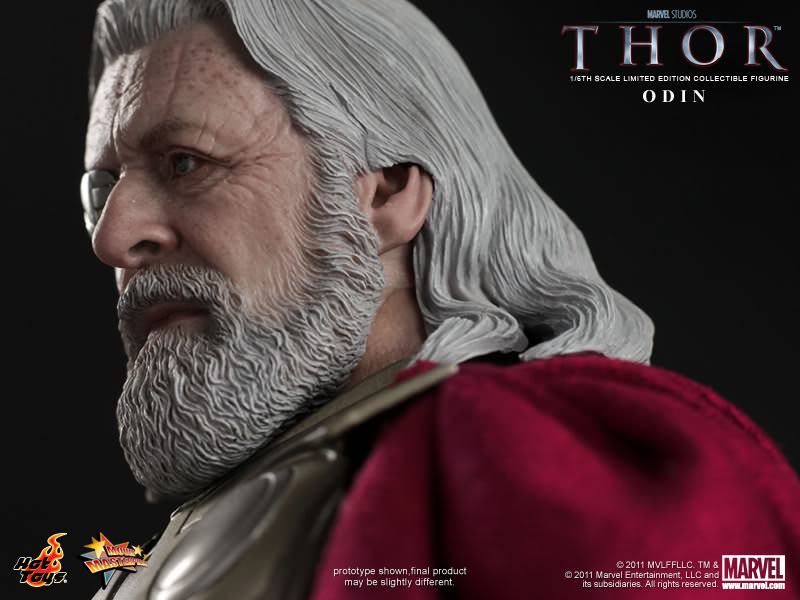 MARVEL STUDIOS
THOR™
1/6TH SCALE LIMITED EDITION COLLECTIBLE FIGURINE
ODIN
HOT TOYS.
MOVIE MASTERPIECE
prototype shown,final product
may be slightly different.
© 2011 MVLFFLLC. TM &
© 2011 Marvel Entertainment, LLC and
its subsidiaries. All rights reserved.
MARVEL
www.marvel.com